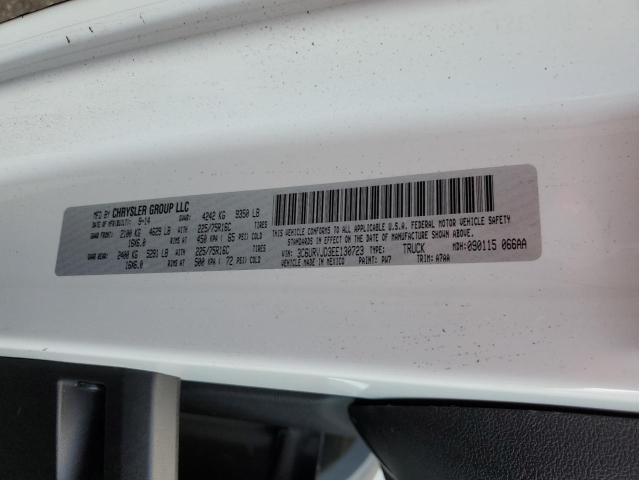 MFD BY CHRYSLER GROUP LLC GVWR: 4242 KG 9350 LB
DATE OF MFR/BUILT: 9-14
GAWR FRONT: 2100 KG 4629 LB WITH 225/75R16C TIRES
16X6.0 RIMS AT 450 KPA ( 65 PSI) COLD
GAWR REAR: 2400 KG 5291 LB WITH 225/75R16C TIRES
16X6.0 RIMS AT 500 KPA ( 72 PSI) COLD
THIS VEHICLE CONFORMS TO ALL APPLICABLE U.S.A. FEDERAL MOTOR VEHICLE SAFETY
STANDARDS IN EFFECT ON THE DATE OF MANUFACTURE SHOWN ABOVE.
VIN: 3C6URVJD3EE130723 TYPE: TRUCK MDH: 090115 066AA
VEHICLE MADE IN MEXICO PAINT: PW7 TRIM: A7AA